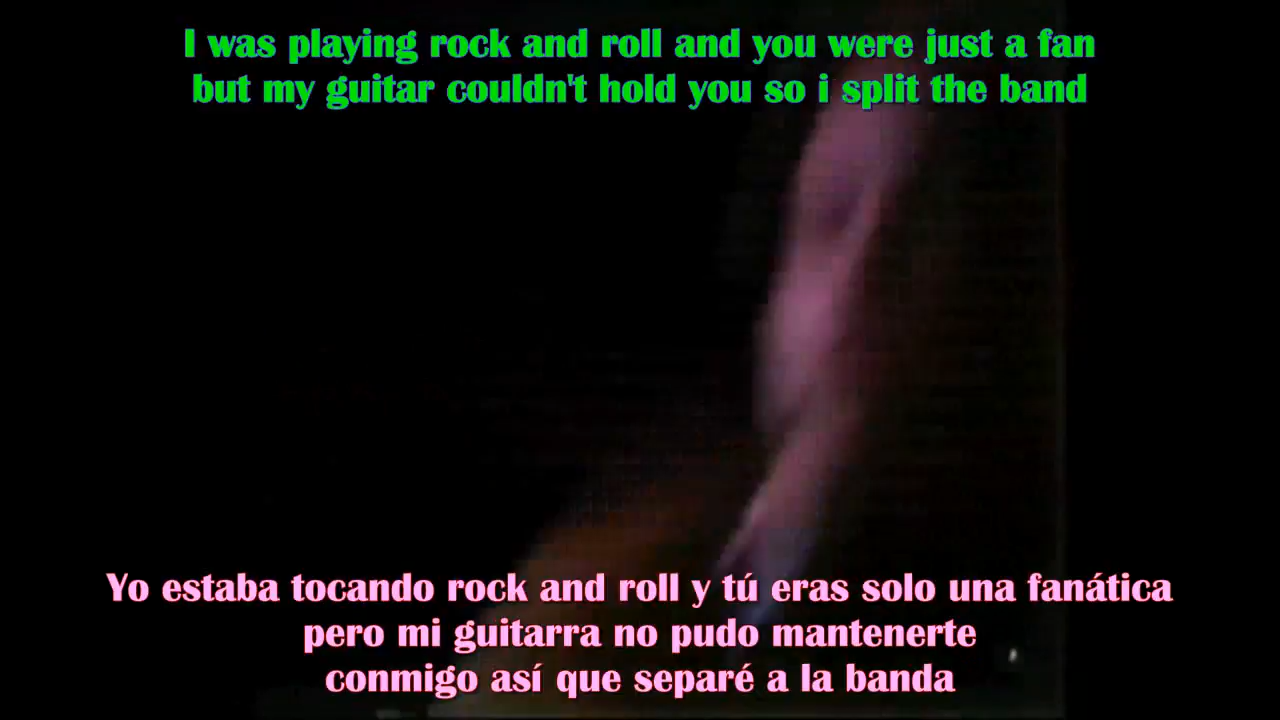 I was playing rock and roll and you were just a fan
but my guitar couldn't hold you so i split the band
Yo estaba tocando rock and roll y tú eras solo una fanática
pero mi guitarra no pudo mantenerte
conmigo así que separé a la banda